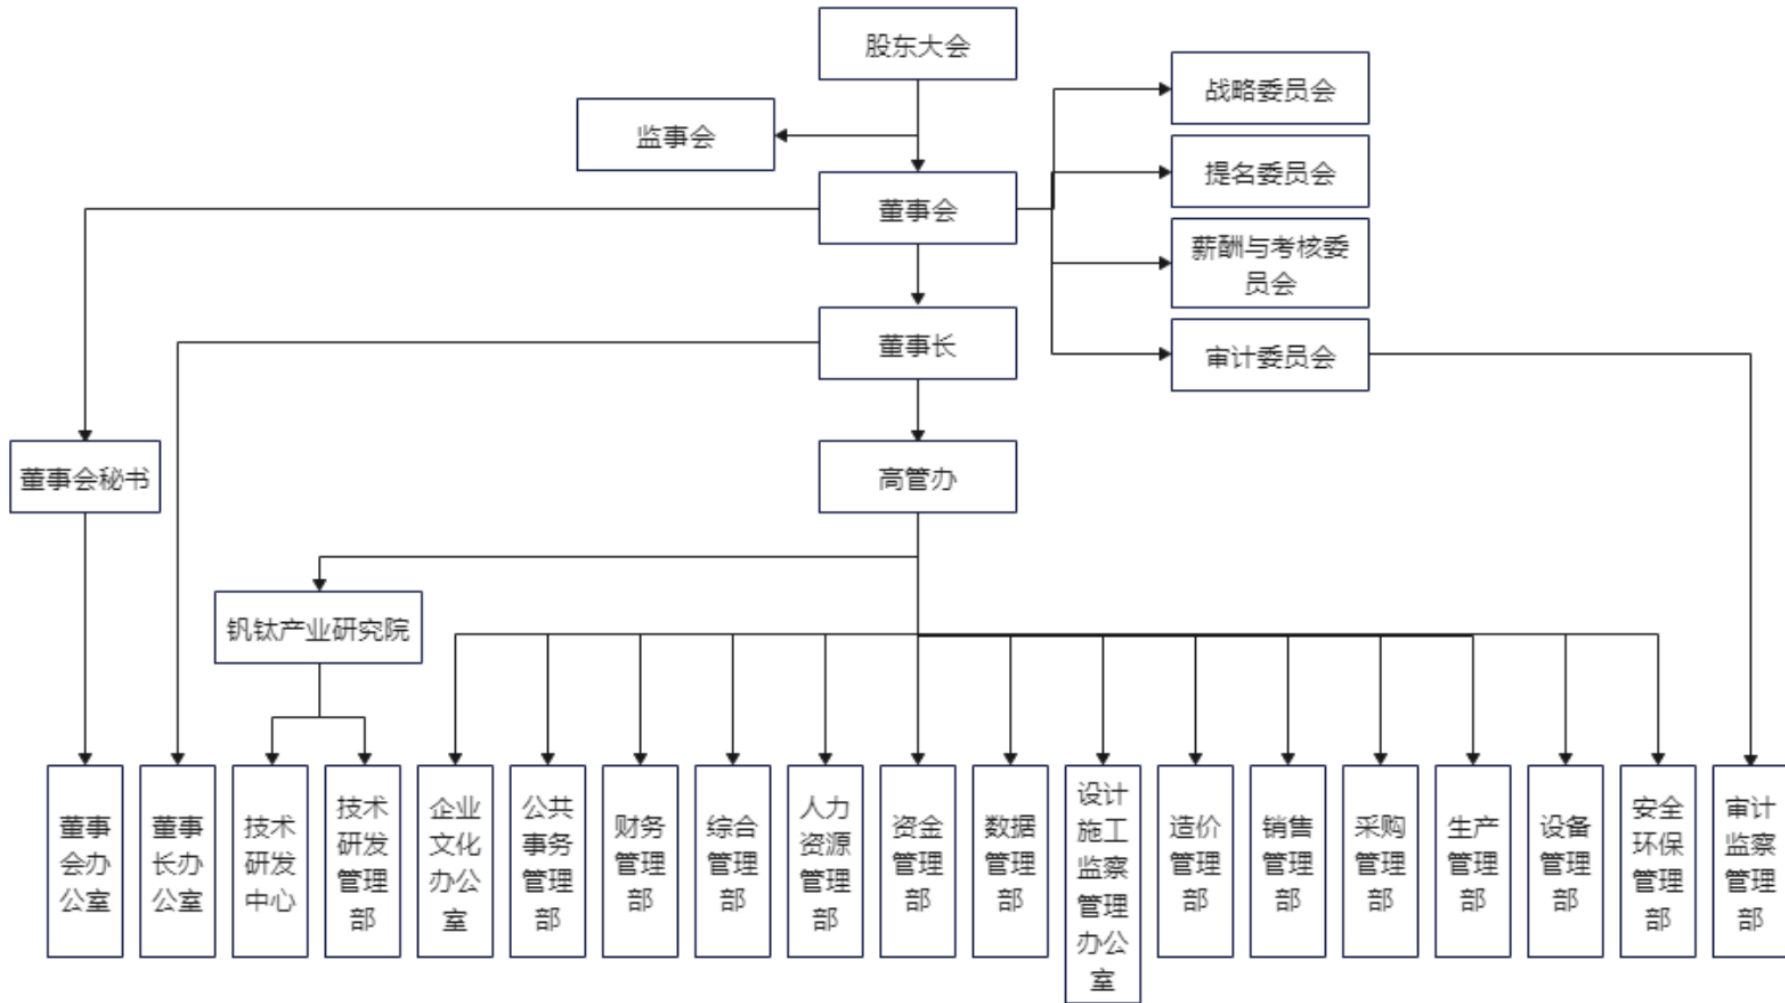 股东大会
战略委员会
监事会
提名委员会
董事会
薪酬与考核委
员会
董事长
审计委员会
董事会秘书
高管办
钒钛产业研究院
董事
会办
公室
董事
长办
公室
技术
研发
中心
技术
研发
管理
部
企业
文化
办公
室
公共
事务
管理
部
财务
管理
部
综合
管理
部
人力
资源
管理
部
资金
管理
部
数据
管理
部
设计
施工
监察
管理
办公
室
造价
管理
部
销售
管理
部
采购
管理
部
生产
管理
部
设备
管理
部
安全
环保
管理
部
审计
监察
管理
部